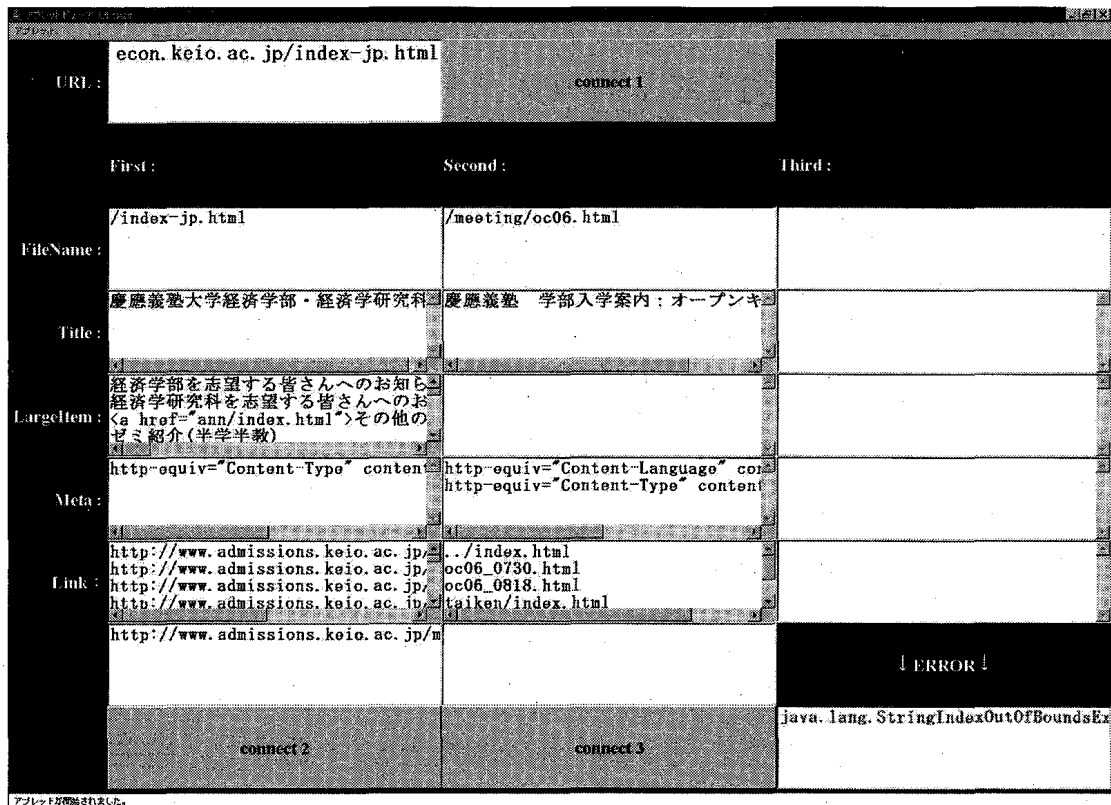 アプレット
URL :
econ.keio.ac.jp/index-jp.html
connect 1
First :
Second :
Third :
FileName :
/index-jp.html
/meeting/oc06.html
Title :
慶應義塾大学経済学部・経済学研究科
慶應義塾 学部入学案内：オープンキ
LargeItem :
経済学部を志望する皆さんへのお知ら
経済学研究科を志望する皆さんへのお
<a href="ann/index.html">その他の
ゼミ紹介(半学半教)
Meta :
http-equiv="Content-Type" content
http-equiv="Content-Language" con
http-equiv="Content-Type" content
Link :
http://www.admissions.keio.ac.jp/
http://www.admissions.keio.ac.jp/
http://www.admissions.keio.ac.jp/
http://www.admissions.keio.ac.jp/
../index.html
oc06_0730.html
oc06_0818.html
taiken/index.html
http://www.admissions.keio.ac.jp/m
↓ ERROR ↓
java.lang.StringIndexOutOfBoundsEx
connect 2
connect 3
アプレットが開始されました。